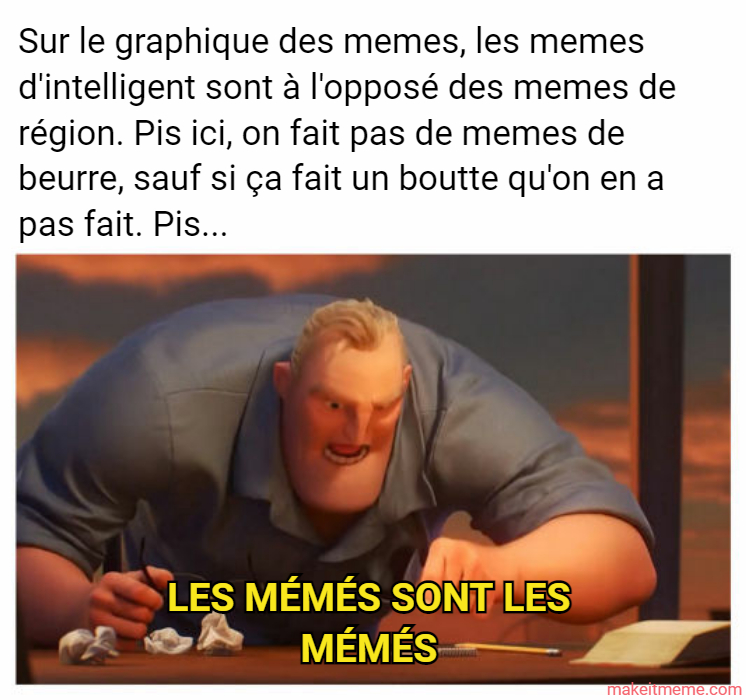 Sur le graphique des memes, les memes
d'intelligent sont à l'opposé des memes de
région. Pis ici, on fait pas de memes de
beurre, sauf si ça fait un boutte qu'on en a
pas fait. Pis...
LES MÉMÉS SONT LES
MÉMÉS
makeitmeme.com